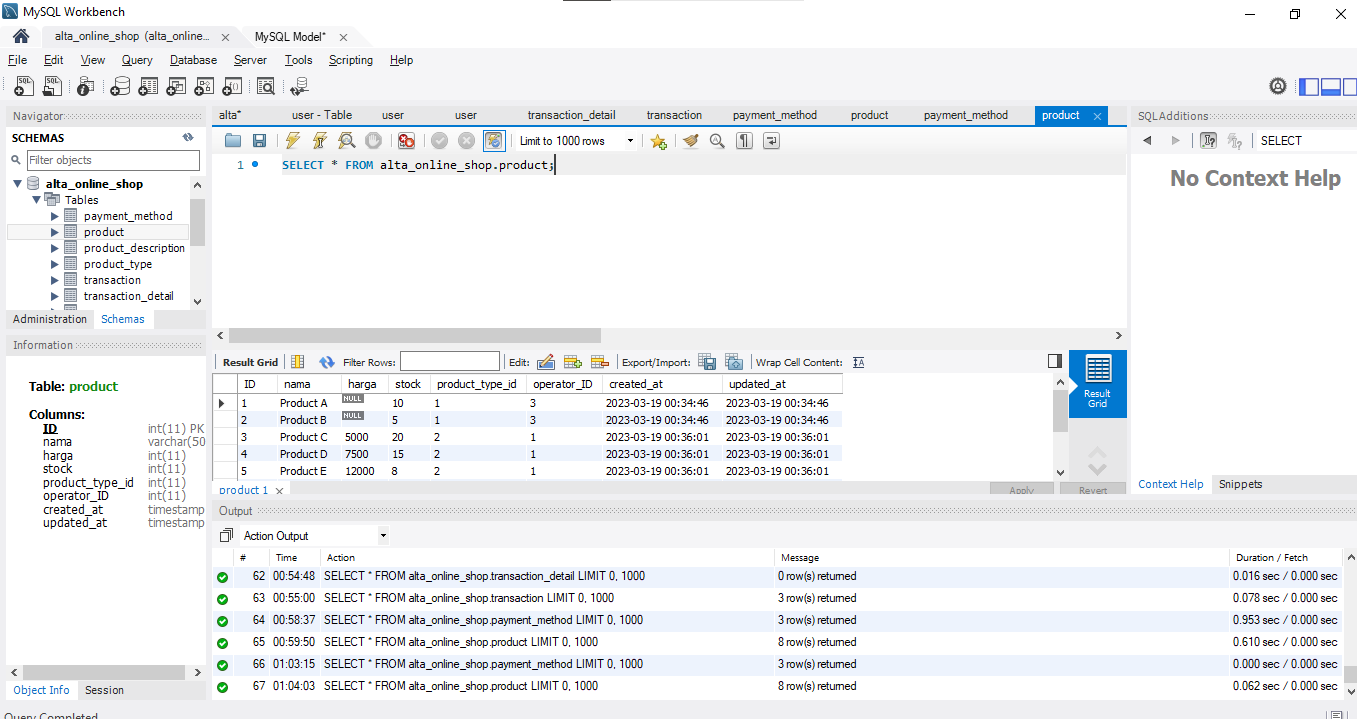 MySQL Workbench
alta_online_shop (alta_online... MySQL Model*
File Edit View Query Database Server Tools Scripting Help
Navigator
SCHEMAS
Filter objects
alta_online_shop
Tables
payment_method
product
product_description
product_type
transaction
transaction_detail
Administration Schemas
Information
Table: product
Columns:
ID int(11) PK
nama varchar(50
harga int(11)
stock int(11)
product_type_id int(11)
operator_ID int(11)
created_at timestamp
updated_at timestamp
Object Info Session
Query Completed
alta* user - Table user user transaction_detail transaction payment_method product payment_method product
Limit to 1000 rows
1 SELECT * FROM alta_online_shop.product;
Result Grid Filter Rows: Edit: Export/Import: Wrap Cell Content:
ID nama harga stock product_type_id operator_ID created_at updated_at
1 Product A NULL 10 1 3 2023-03-19 00:34:46 2023-03-19 00:34:46
2 Product B NULL 5 1 3 2023-03-19 00:34:46 2023-03-19 00:34:46
3 Product C 5000 20 2 1 2023-03-19 00:36:01 2023-03-19 00:36:01
4 Product D 7500 15 2 1 2023-03-19 00:36:01 2023-03-19 00:36:01
5 Product E 12000 8 2 1 2023-03-19 00:36:01 2023-03-19 00:36:01
Result
Grid
product 1 Apply Revert
SQLAdditions
SELECT
No Context Help
Context Help Snippets
Output
Action Output
# Time Action Message Duration / Fetch
62 00:54:48 SELECT * FROM alta_online_shop.transaction_detail LIMIT 0, 1000 0 row(s) returned 0.016 sec / 0.000 sec
63 00:55:00 SELECT * FROM alta_online_shop.transaction LIMIT 0, 1000 3 row(s) returned 0.078 sec / 0.000 sec
64 00:58:37 SELECT * FROM alta_online_shop.payment_method LIMIT 0, 1000 3 row(s) returned 0.953 sec / 0.000 sec
65 00:59:50 SELECT * FROM alta_online_shop.product LIMIT 0, 1000 8 row(s) returned 0.610 sec / 0.000 sec
66 01:03:15 SELECT * FROM alta_online_shop.payment_method LIMIT 0, 1000 3 row(s) returned 0.000 sec / 0.000 sec
67 01:04:03 SELECT * FROM alta_online_shop.product LIMIT 0, 1000 8 row(s) returned 0.062 sec / 0.000 sec